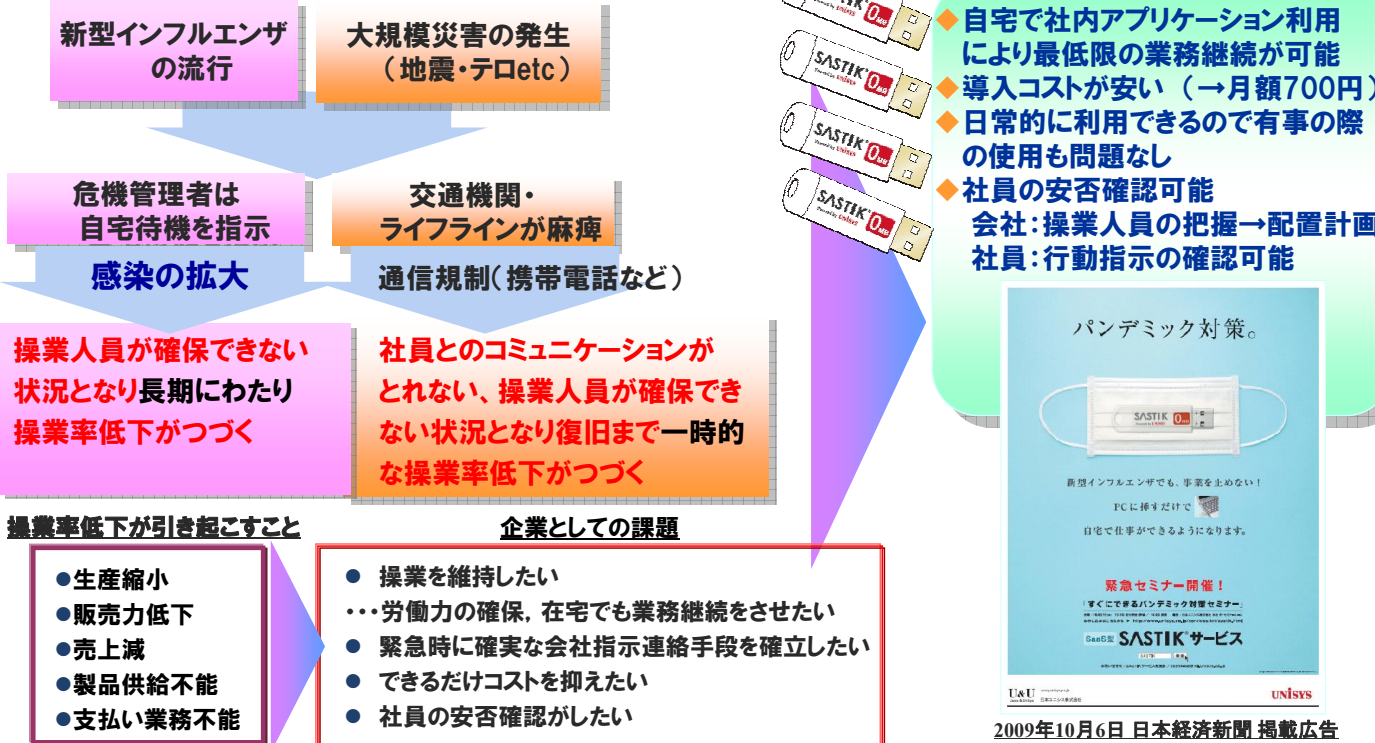 新型インフルエンザ
の流行
大規模災害の発生
(地震・テロetc)
危機管理者は
自宅待機を指示
交通機関・
ライフラインが麻痺
感染の拡大
通信規制(携帯電話など)
操業人員が確保できない
状況となり長期にわたり
操業率低下がつづく
社員とのコミュニケーションが
とれない、操業人員が確保でき
ない状況となり復旧まで一時的
な操業率低下がつづく
操業率低下が引き起こすこと
●生産縮小
●販売力低下
●売上減
●製品供給不能
●支払い業務不能
企業としての課題
● 操業を維持したい
・・・労働力の確保, 在宅でも業務継続をさせたい
● 緊急時に確実な会社指示連絡手段を確立したい
● できるだけコストを抑えたい
● 社員の安否確認がしたい
SASTIK 0MB
SASTIK 0MB
SASTIK 0MB
◆自宅で社内アプリケーション利用
により最低限の業務継続が可能
◆導入コストが安い (→月額700円)
◆日常的に利用できるので有事の際
の使用も問題なし
◆社員の安否確認可能
会社:操業人員の把握→配置計画
社員:行動指示の確認可能
パンデミック対策。
SASTIK 0MB
新型インフルエンザでも、事業を止めない!
PCに挿すだけで
自宅で仕事ができるようになります。
緊急セミナー開催!
「すぐにできるパンデミック対策セミナー」
SaaS型 SASTIK サービス
U&U
日本ユニシス株式会社
UNISYS
2009年10月6日 日本経済新聞 掲載広告